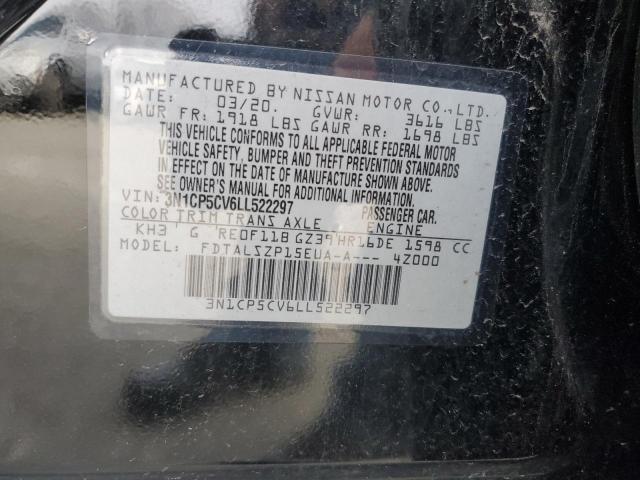 MANUFACTURED BY NISSAN MOTOR CO.,LTD.
DATE: 03/20. GVWR: 3616 LBS
GAWR FR: 1918 LBS GAWR RR: 1698 LBS
THIS VEHICLE CONFORMS TO ALL APPLICABLE FEDERAL MOTOR
VEHICLE SAFETY, BUMPER AND THEFT PREVENTION STANDARDS
IN EFFECT ON THE DATE OF MANUFACTURE SHOWN ABOVE.
SEE OWNERS MANUAL FOR ADDITIONAL INFORMATION.
VIN: 3N1CP5CV6LL522297 PASSENGER CAR.
COLOR TRIM TRANS AXLE ENGINE
KH3 G RE0F11B GZ39 HR16DE 1598 CC
MODEL: FDTALSZP15EUA-A--- 4Z000
3N1CP5CV6LL522297